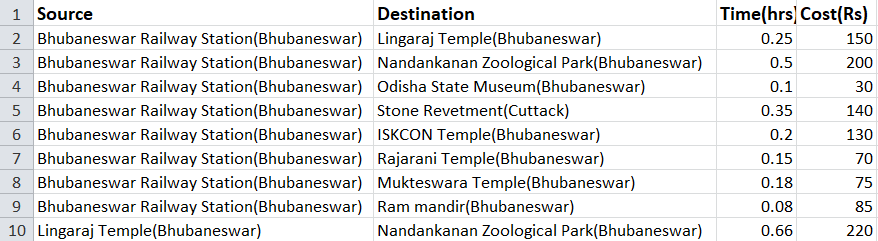 1 Source Destination Time(hrs) Cost(Rs)
2 Bhubaneswar Railway Station(Bhubaneswar) Lingaraj Temple(Bhubaneswar) 0.25 150
3 Bhubaneswar Railway Station(Bhubaneswar) Nandankanan Zoological Park(Bhubaneswar) 0.5 200
4 Bhubaneswar Railway Station(Bhubaneswar) Odisha State Museum(Bhubaneswar) 0.1 30
5 Bhubaneswar Railway Station(Bhubaneswar) Stone Revetment(Cuttack) 0.35 140
6 Bhubaneswar Railway Station(Bhubaneswar) ISKCON Temple(Bhubaneswar) 0.2 130
7 Bhubaneswar Railway Station(Bhubaneswar) Rajarani Temple(Bhubaneswar) 0.15 70
8 Bhubaneswar Railway Station(Bhubaneswar) Mukteswara Temple(Bhubaneswar) 0.18 75
9 Bhubaneswar Railway Station(Bhubaneswar) Ram mandir(Bhubaneswar) 0.08 85
10 Lingaraj Temple(Bhubaneswar) Nandankanan Zoological Park(Bhubaneswar) 0.66 220